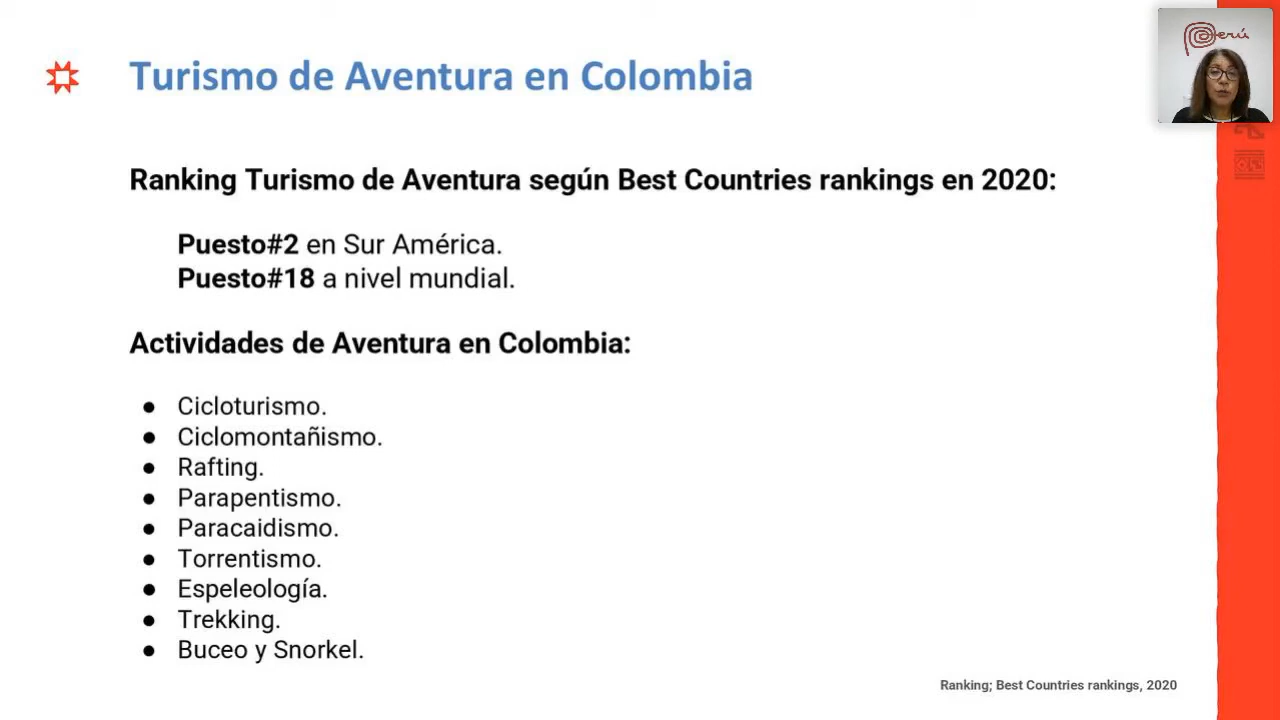 Turismo de Aventura en Colombia
Perú
Ranking Turismo de Aventura según Best Countries rankings en 2020:
Puesto#2 en Sur América.
Puesto#18 a nivel mundial.
Actividades de Aventura en Colombia:
● Cicloturismo.
● Ciclomontañismo.
● Rafting.
● Parapentismo.
● Paracaidismo.
● Torrentismo.
● Espeleología.
● Trekking.
● Buceo y Snorkel.
Ranking; Best Countries rankings, 2020